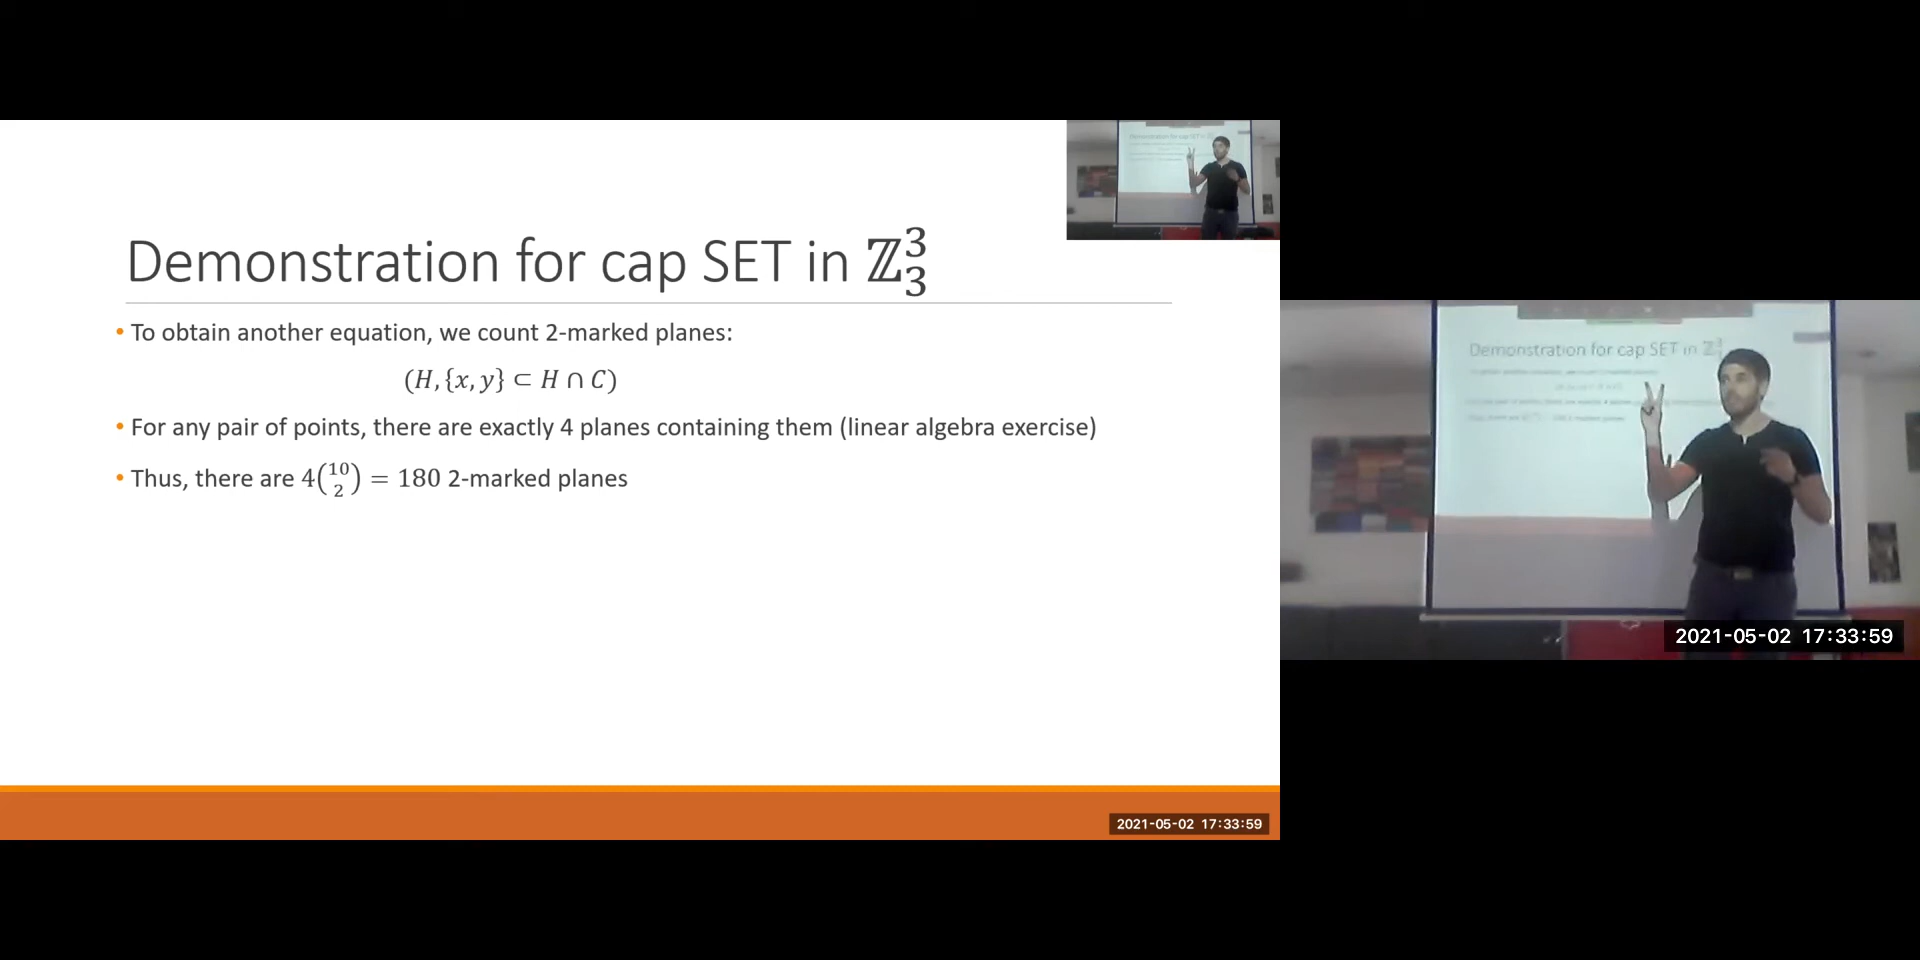 Demonstration for cap SET in ℤ₃³
• To obtain another equation, we count 2-marked planes:
(H, {x, y} ⊂ H ∩ C)
• For any pair of points, there are exactly 4 planes containing them (linear algebra exercise)
• Thus, there are 4(10 2) = 180 2-marked planes
2021-05-02 17:33:59
Demonstration for cap SET in ℤ₃³
2021-05-02 17:33:59